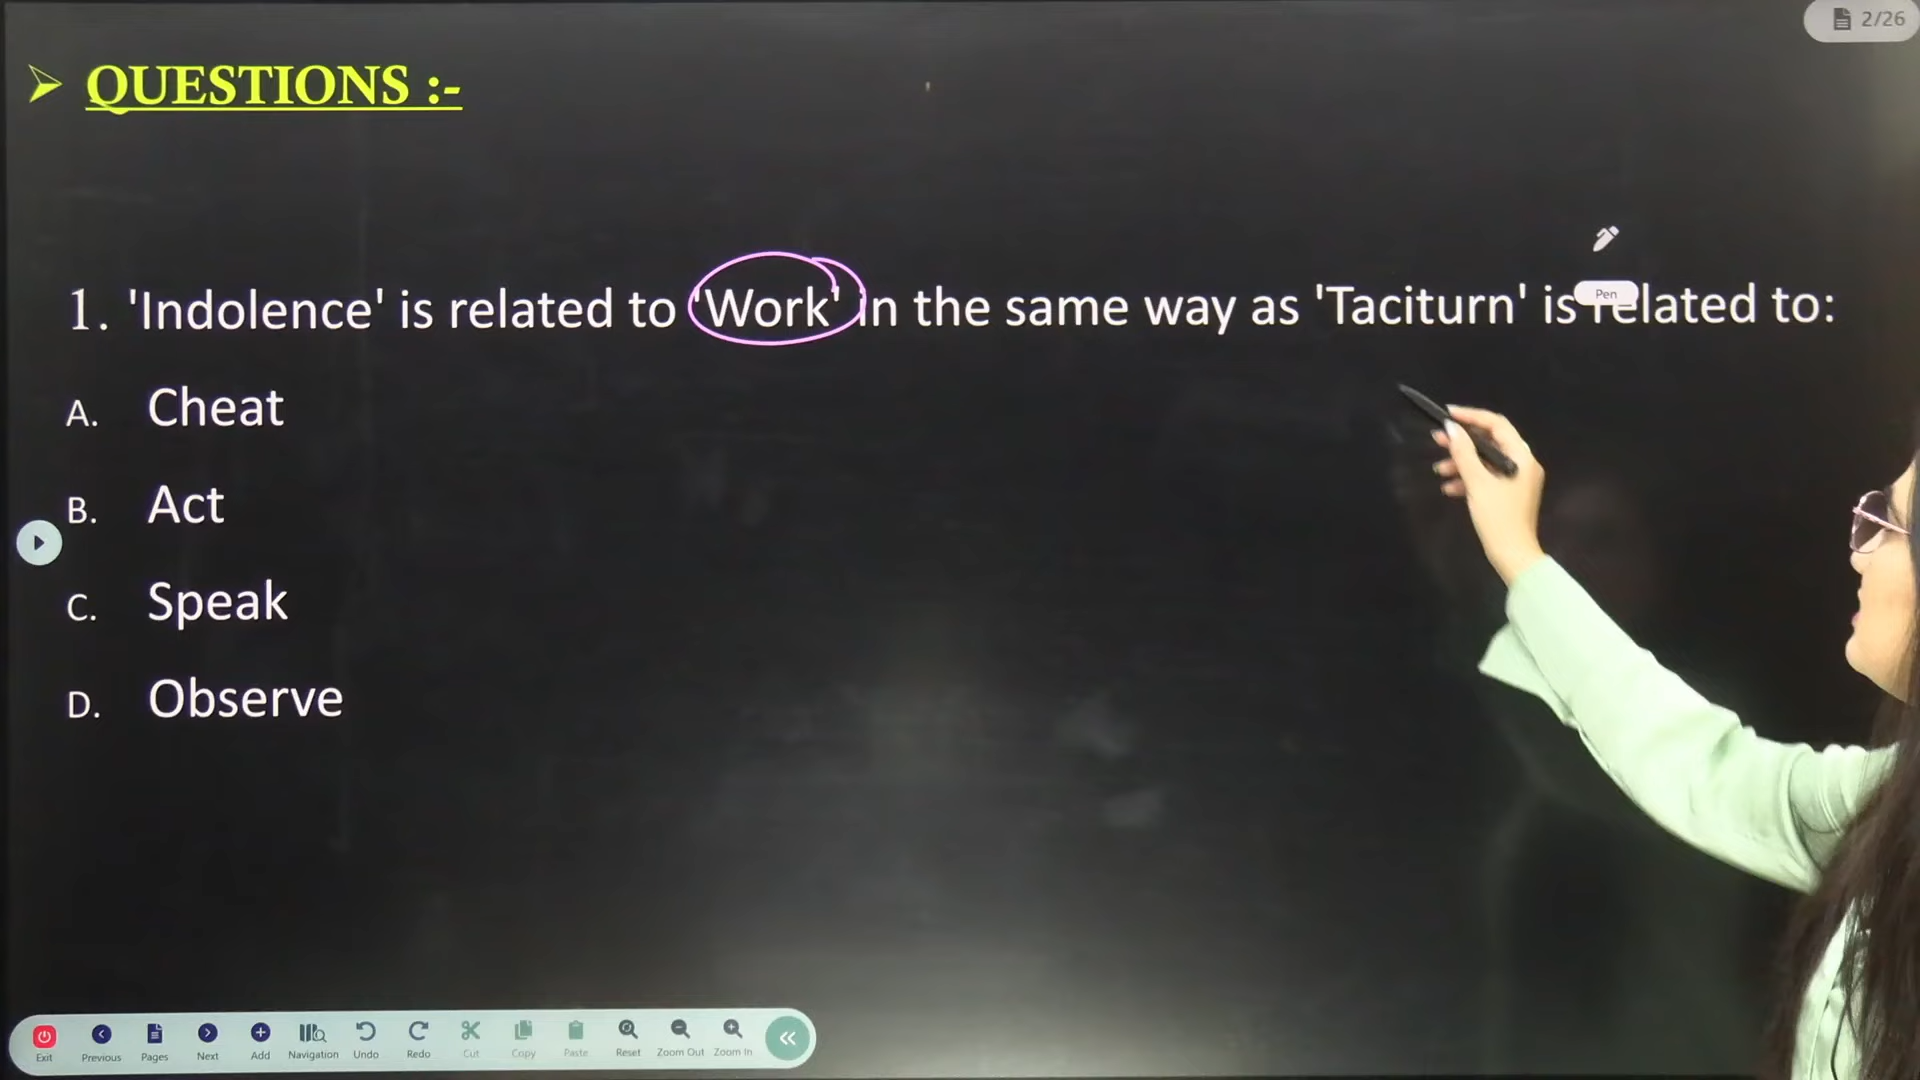 2/26
QUESTIONS :-
Pen
1. 'Indolence' is related to 'Work' in the same way as 'Taciturn' is related to:
A. Cheat
B. Act
C. Speak
D. Observe
Exit Previous Pages Next Add Navigation Undo Redo Cut Copy Paste Reset Zoom Out Zoom In